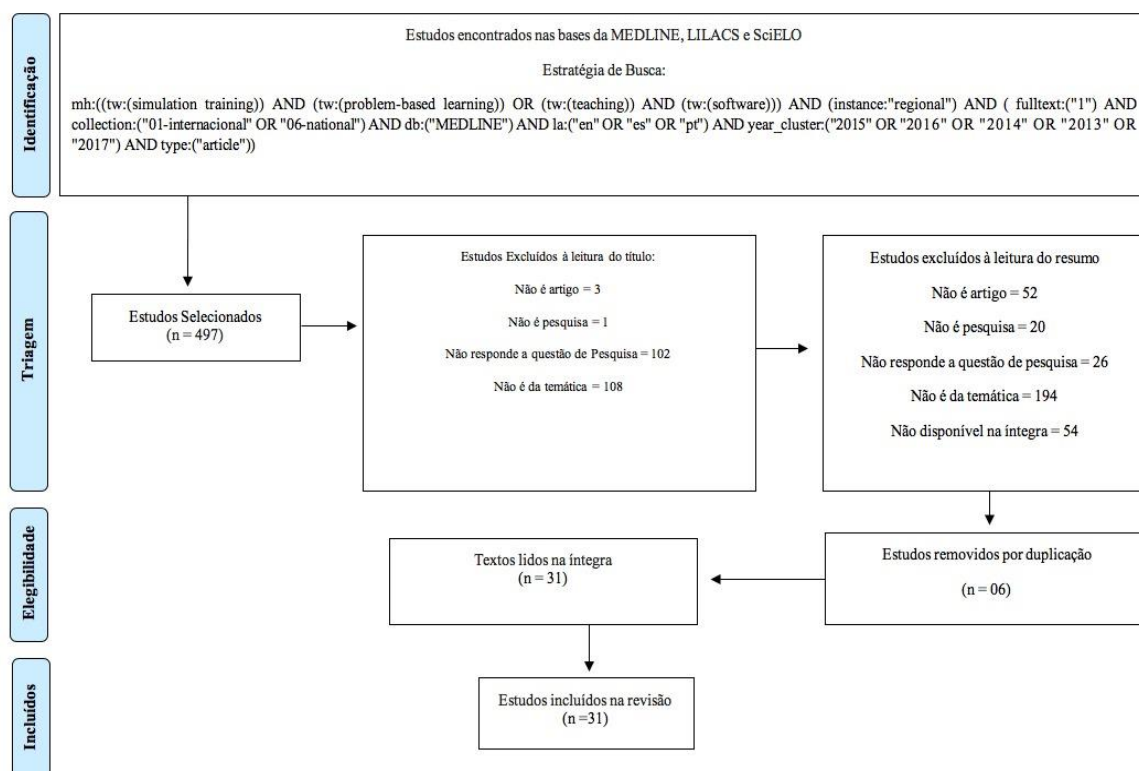 Identificação
Estudos encontrados nas bases da MEDLINE, LILACS e SciELO
Estratégia de Busca:
mh:((tw:(simulation training)) AND (tw:(problem-based learning)) OR (tw:(teaching)) AND (tw:(software))) AND (instance:"regional") AND ( fulltext:("1") AND
collection:("01-internacional" OR "06-national") AND db:("MEDLINE") AND la:("en" OR "es" OR "pt") AND year_cluster:("2015" OR "2016" OR "2014" OR "2013" OR
"2017") AND type:("article"))
Triagem
Estudos Selecionados
(n = 497)
Estudos Excluídos à leitura do título:
Não é artigo = 3
Não é pesquisa = 1
Não responde a questão de Pesquisa = 102
Não é da temática = 108
Estudos excluídos à leitura do resumo
Não é artigo = 52
Não é pesquisa = 20
Não responde a questão de pesquisa = 26
Não é da temática = 194
Não disponível na íntegra = 54
Elegibilidade
Textos lidos na íntegra
(n = 31)
Estudos removidos por duplicação
(n = 06)
Incluídos
Estudos incluídos na revisão
(n =31)